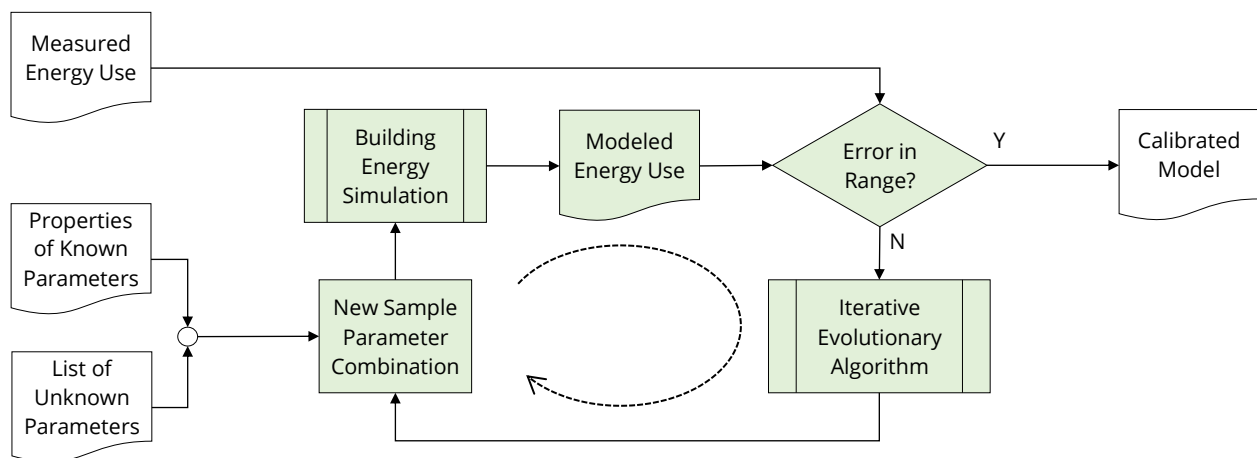 Measured
Energy Use
Building
Energy
Simulation
Modeled
Energy Use
Error in
Range?
Y
Calibrated
Model
N
Properties
of Known
Parameters
New Sample
Parameter
Combination
Iterative
Evolutionary
Algorithm
List of
Unknown
Parameters